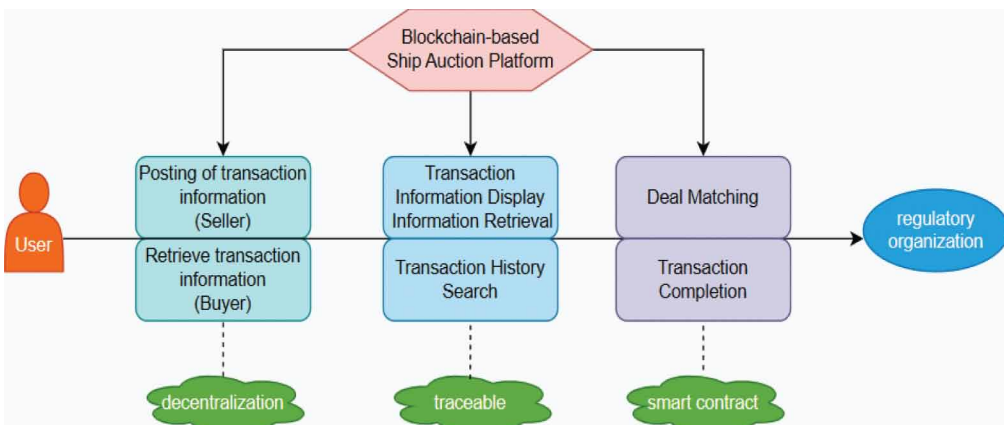 Blockchain-based
Ship Auction Platform
Posting of transaction
information
(Seller)
Transaction
Information Display
Information Retrieval
Deal Matching
User
regulatory
organization
Retrieve transaction
information
(Buyer)
Transaction History
Search
Transaction
Completion
decentralization
traceable
smart contract